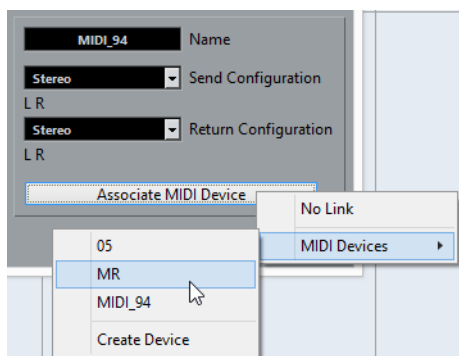 MIDI_94 Name
Stereo Send Configuration
L R
Stereo Return Configuration
L R
Associate MIDI Device
No Link
MIDI Devices
05
MR
MIDI_94
Create Device